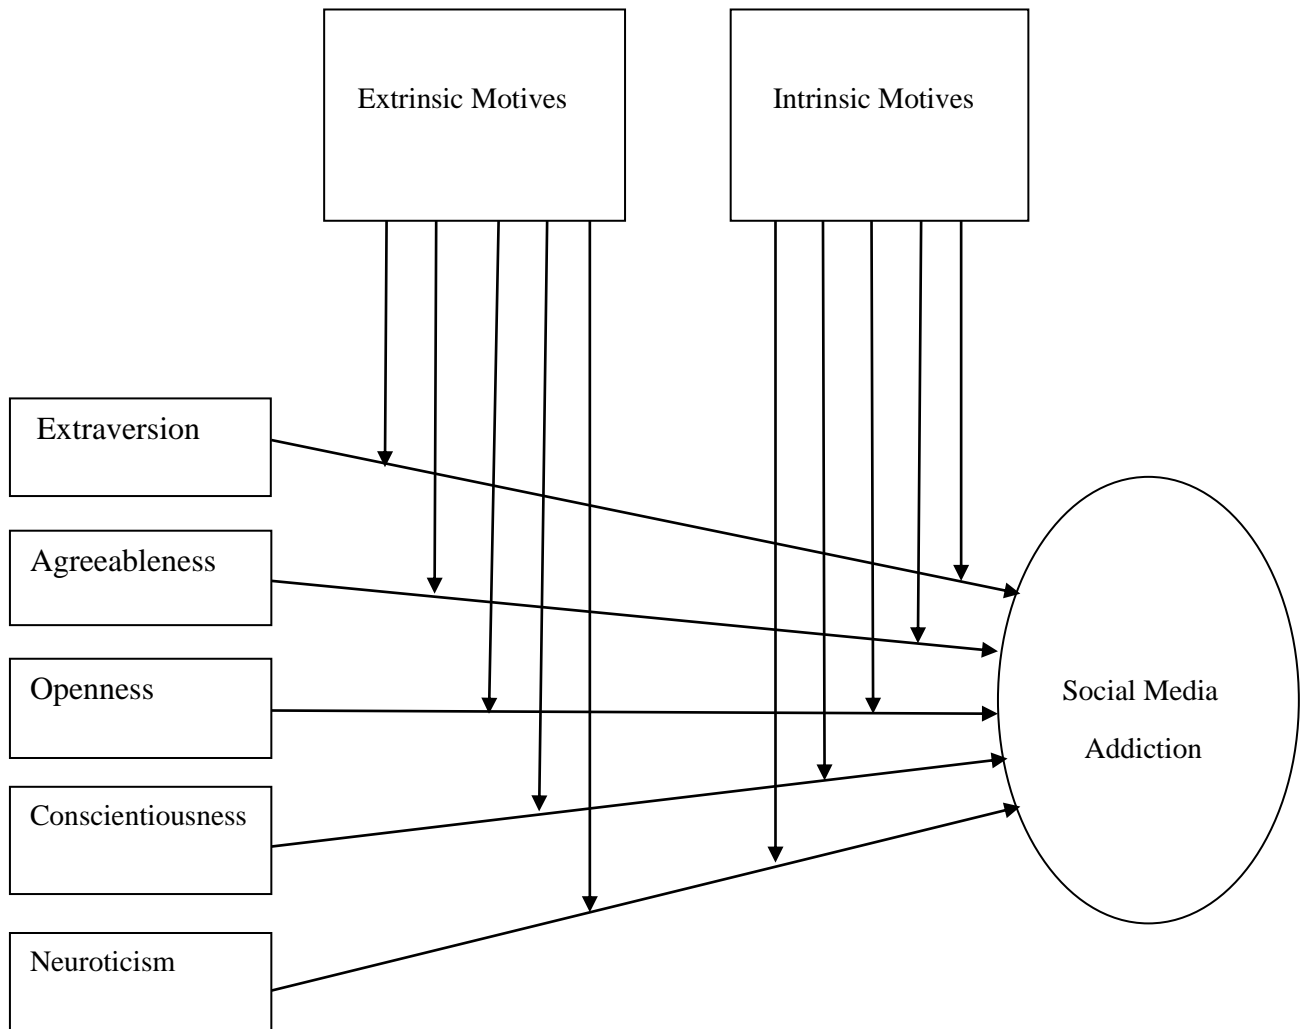 Extrinsic Motives
Intrinsic Motives
Extraversion
Agreeableness
Openness
Conscientiousness
Neuroticism
Social Media
Addiction